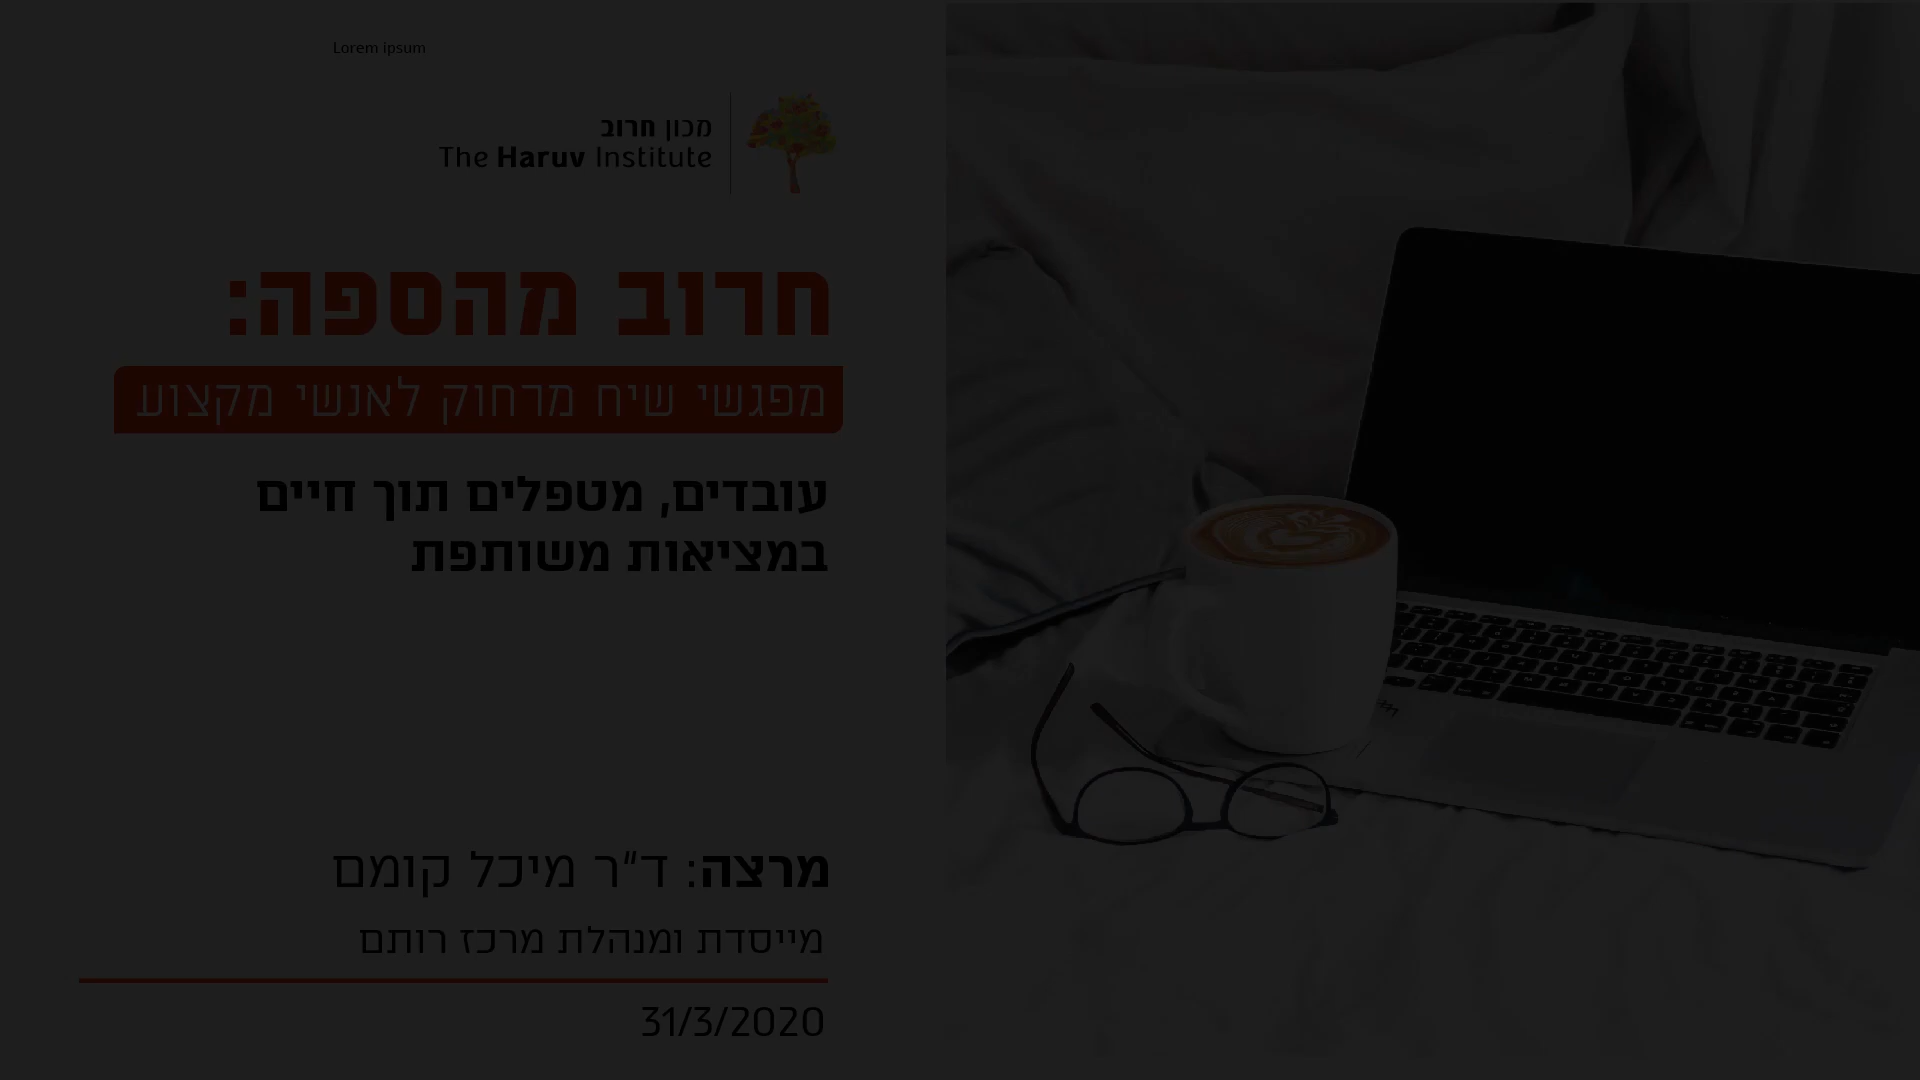 Lorem ipsum
מכון חרוב
The Haruv Institute
חרוב מהספה:
מפגשי שיח מרחוק לאנשי מקצוע
עובדים, מטפלים תוך חיים
במציאות משותפת
מרצה: ד"ר מיכל קומם
מייסדת ומנהלת מרכז רותם
31/3/2020